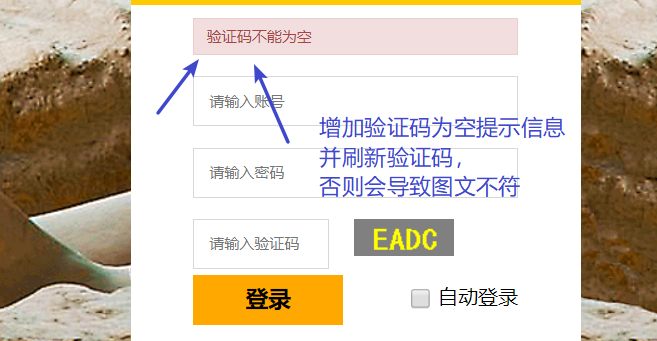 验证码不能为空
请输入账号
增加验证码为空提示信息
并刷新验证码，
请输入密码
否则会导致图文不符
请输入验证码
EADC
登录
自动登录